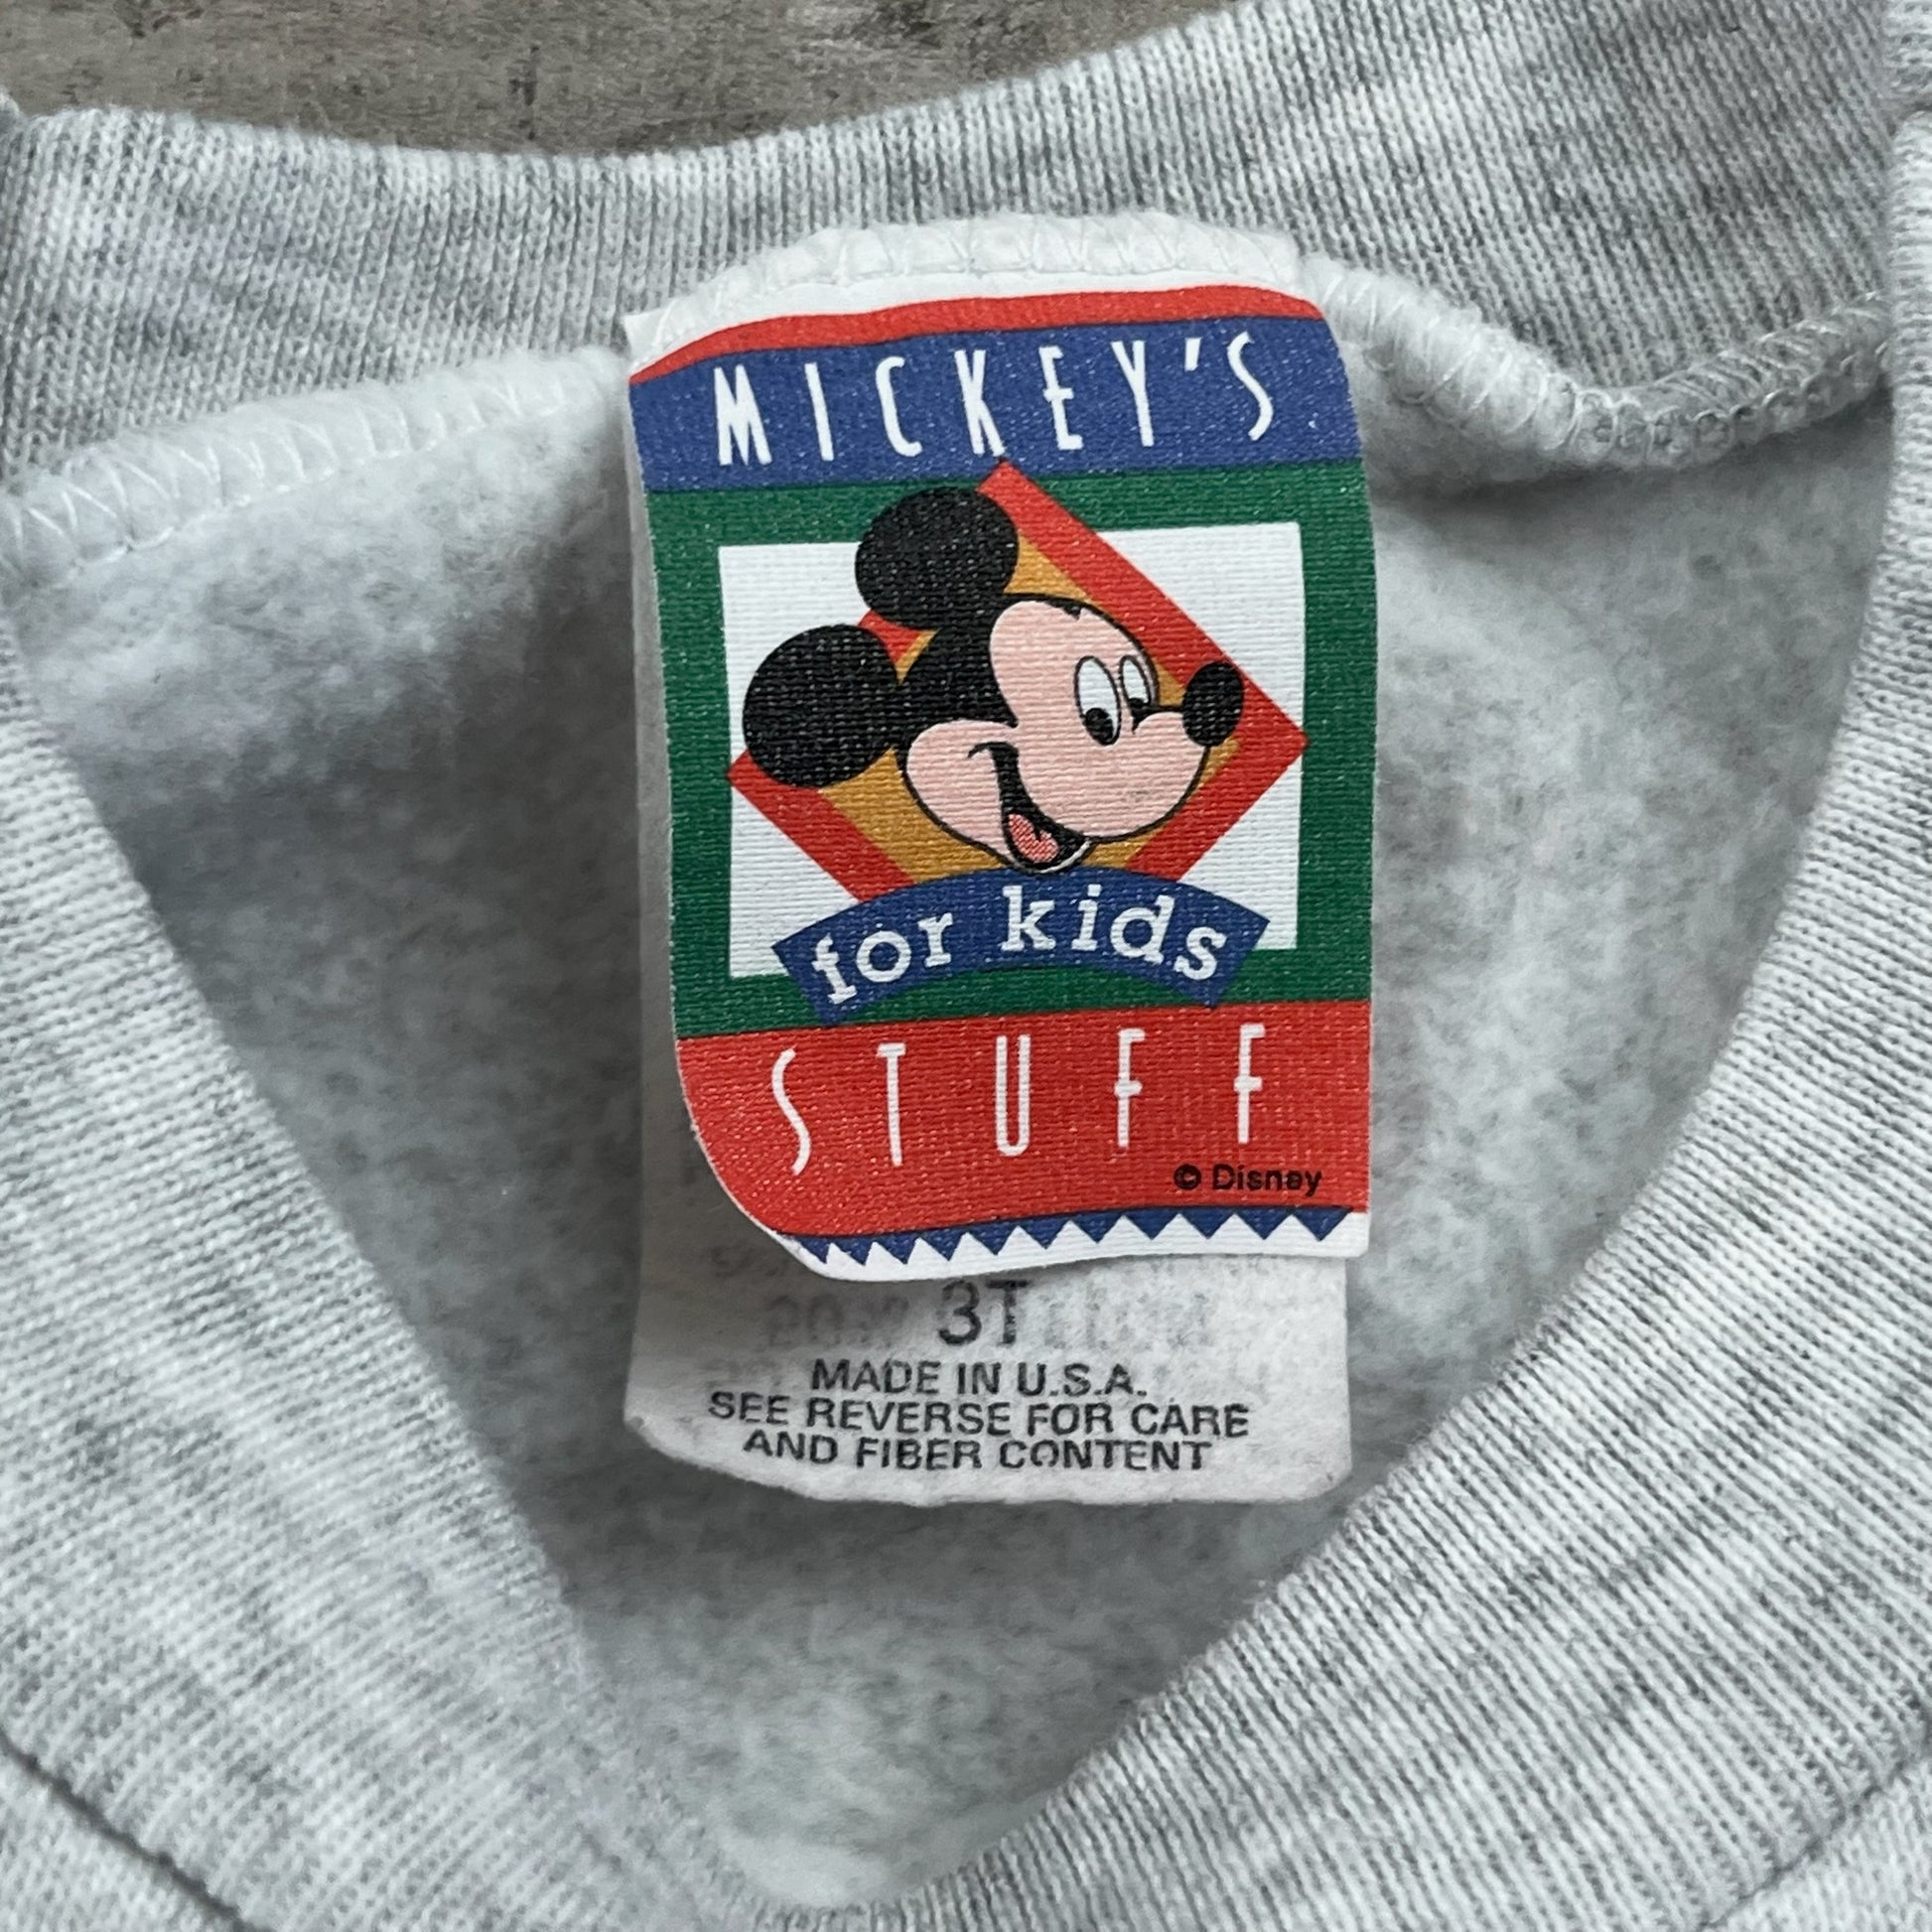 MICKEY'S
for kids
STUFF
© Disney
3T
MADE IN U.S.A.
SEE REVERSE FOR CARE
AND FIBER CONTENT